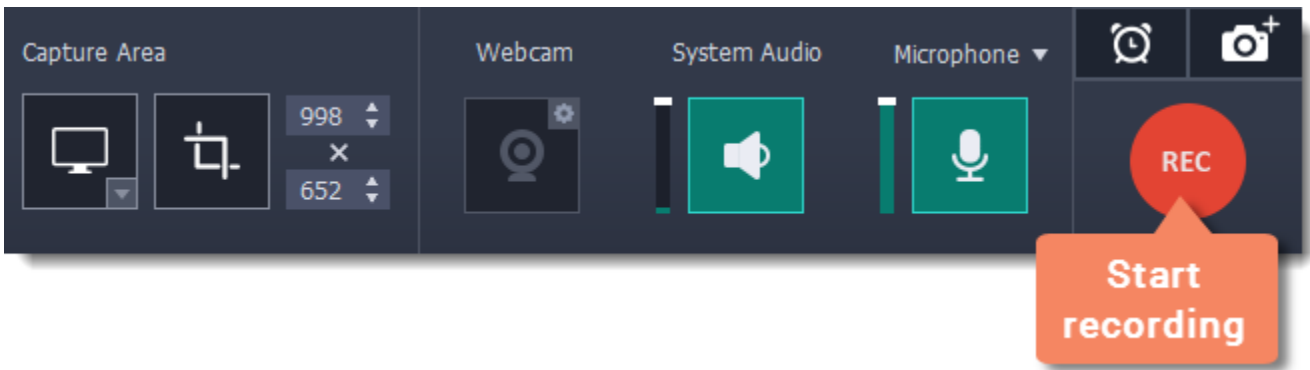 Capture Area
Webcam
System Audio
Microphone
998
×
652
REC
Start
recording